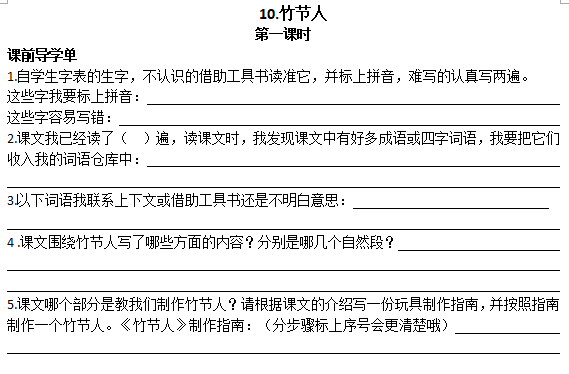 10.竹节人
第一课时
课前导学单
1.自学生字表的生字，不认识的借助工具书读准它，并标上拼音，难写的认真写两遍。
这些字我要标上拼音：
这些字容易写错：
2.课文我已经读了（　）遍，读课文时，我发现课文中有好多成语或四字词语，我要把它们
收入我的词语仓库中：
3.以下词语我联系上下文或借助工具书还是不明白意思：
4 .课文围绕竹节人写了哪些方面的内容？分别是哪几个自然段？
5.课文哪个部分是教我们制作竹节人？请根据课文的介绍写一份玩具制作指南，并按照指南
制作一个竹节人。《竹节人》制作指南：（分步骤标上序号会更清楚哦）